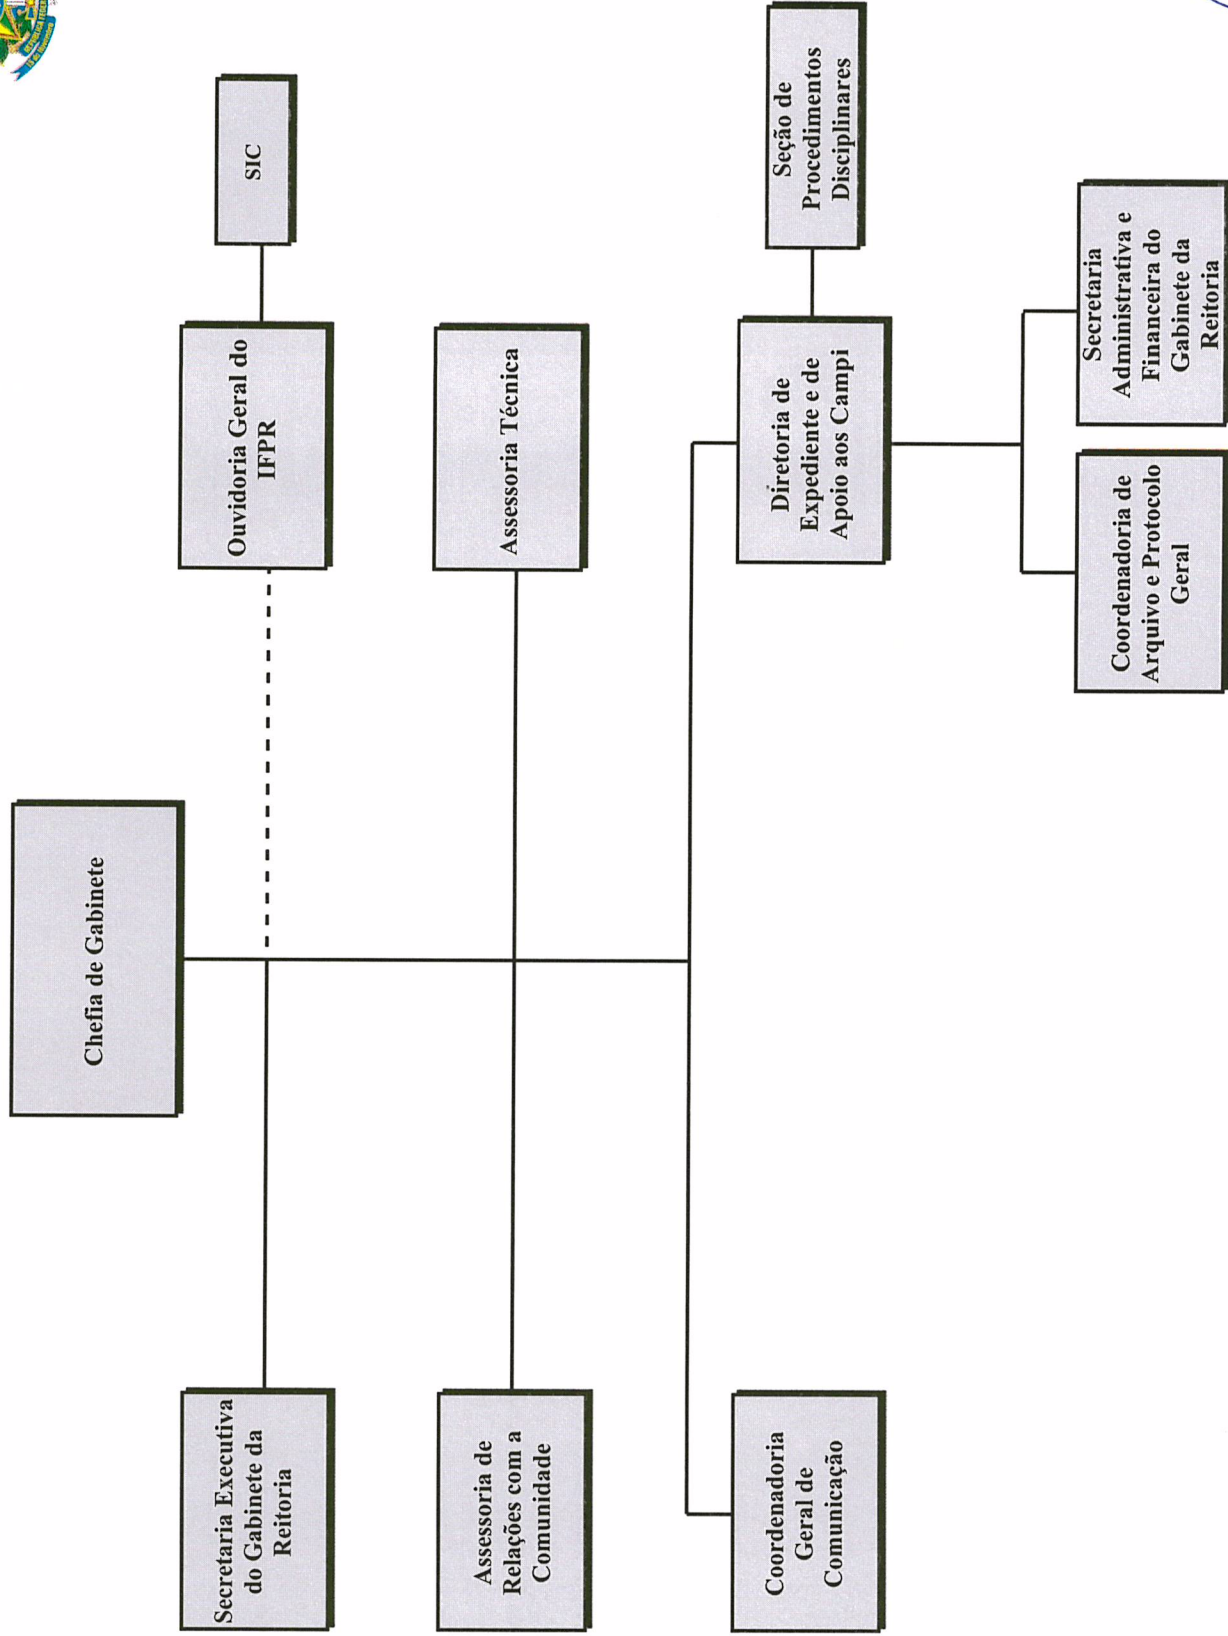 Chefia de Gabinete
Secretaria Executiva
do Gabinete da
Reitoria
Ouvidoria Geral do
IFPR
SIC
Assessoria de
Relações com a
Comunidade
Assessoria Técnica
Coordenadoria
Geral de
Comunicação
Diretoria de
Expediente e de
Apoio aos Campi
Seção de
Procedimentos
Disciplinares
Coordenadoria de
Arquivo e Protocolo
Geral
Secretaria
Administrativa e
Financeira do
Gabinete da
Reitoria